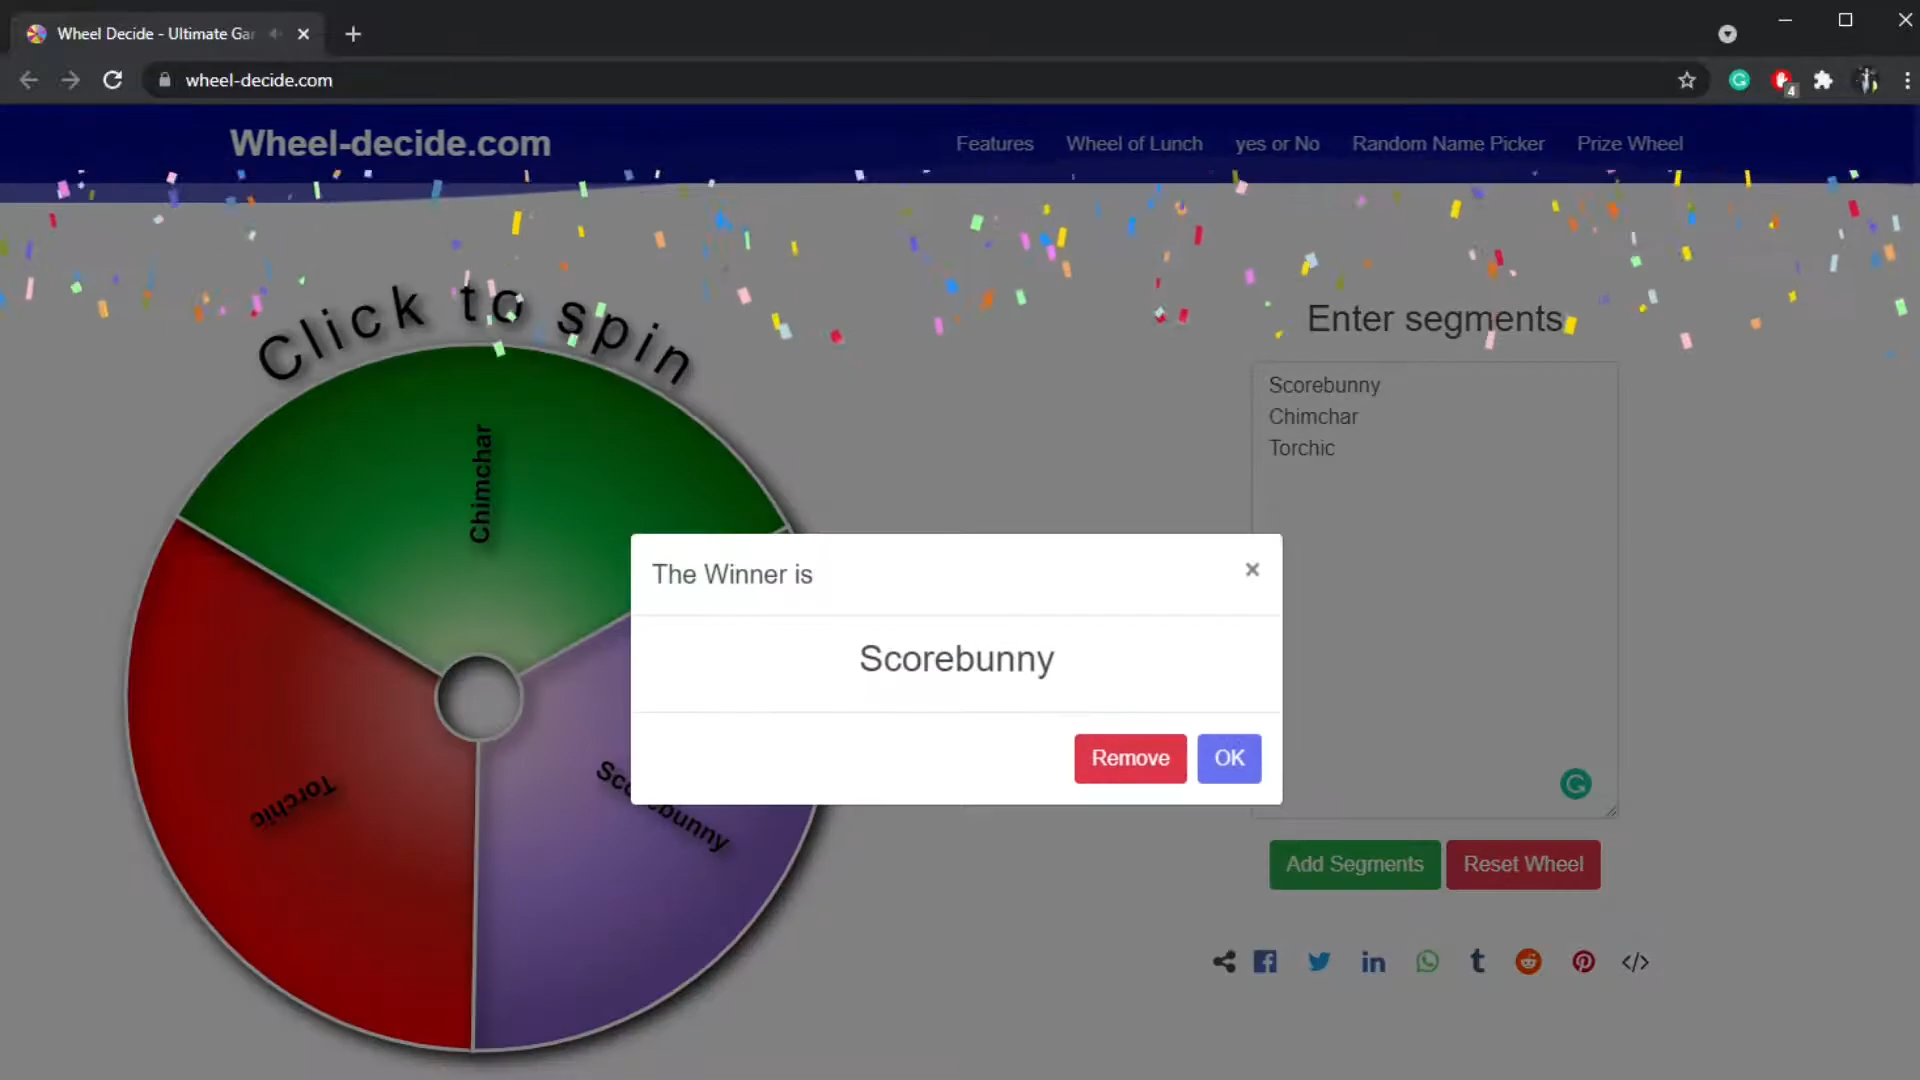 Wheel Decide - Ultimate Gar
wheel-decide.com
4
Wheel-decide.com
Features Wheel of Lunch yes or No Random Name Picker Prize Wheel
Click to spin
Enter segments
Scorebunny
Chimchar
Torchic
Chimchar
Torchic
Scorebunny
The Winner is ×
Scorebunny
Remove OK
Add Segments Reset Wheel